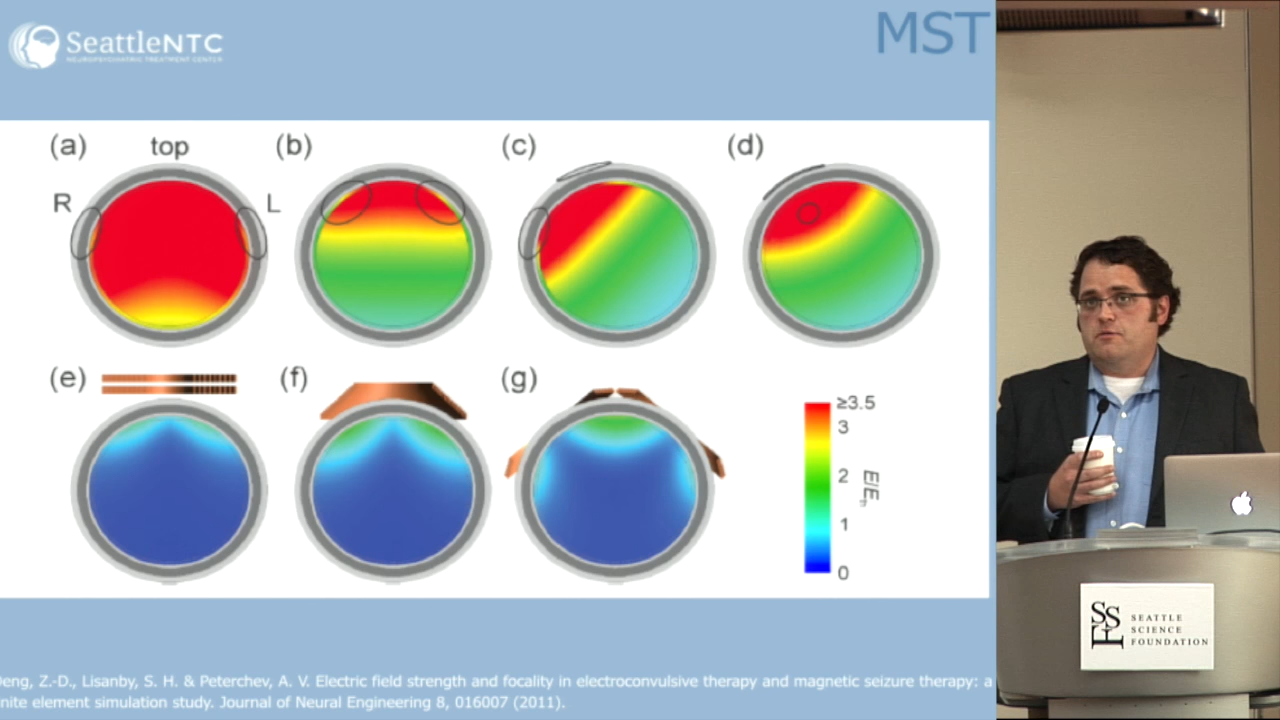 SeattleNTC
NEUROPSYCHIATRIC TREATMENT CENTER
MST
(a) top (b) (c) (d)
R L
(e) (f) (g)
≥3.5
3
2
1
0
E/E
SEATTLE
SCIENCE
FOUNDATION
SSF
Z.-D., Lisanby, S. H. & Peterchev, A. V. Electric field strength and focality in electroconvulsive therapy and magnetic seizure therapy: a
element simulation study. Journal of Neural Engineering 8, 016007 (2011).